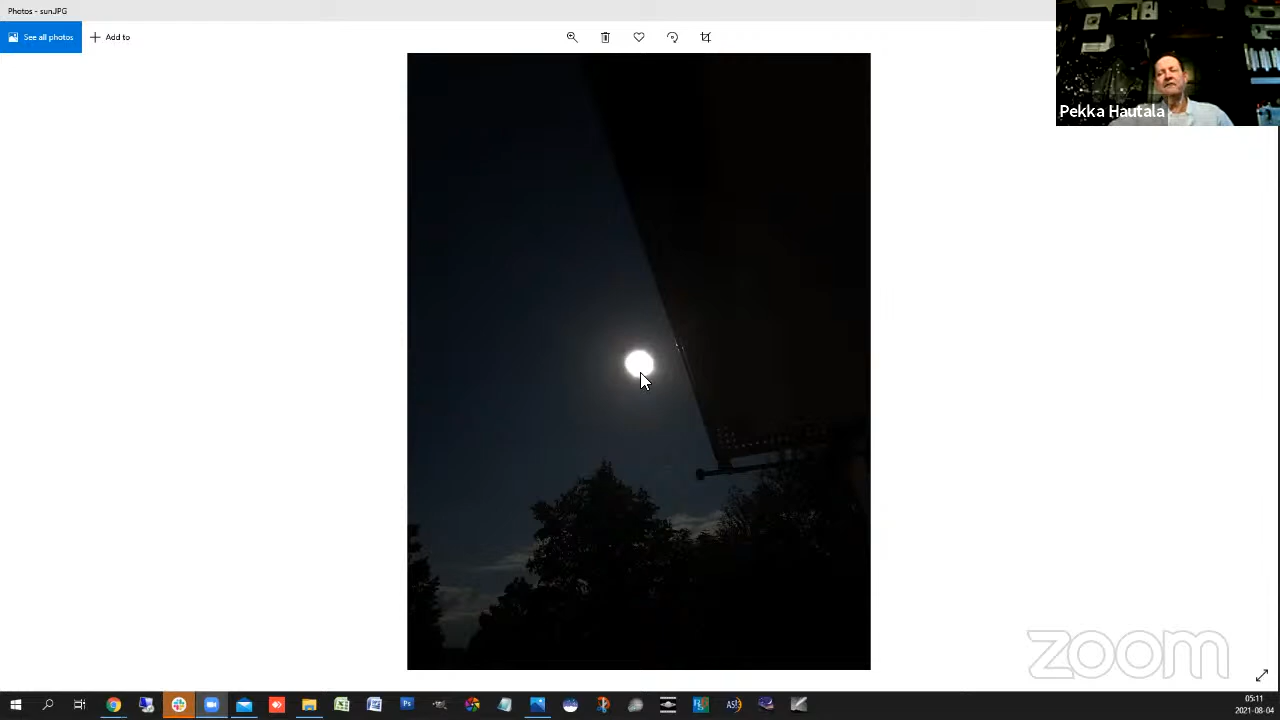 Photos - sun.JPG
See all photos
Add to
Pekka Hautala
zoom
05:11
2021-08-04